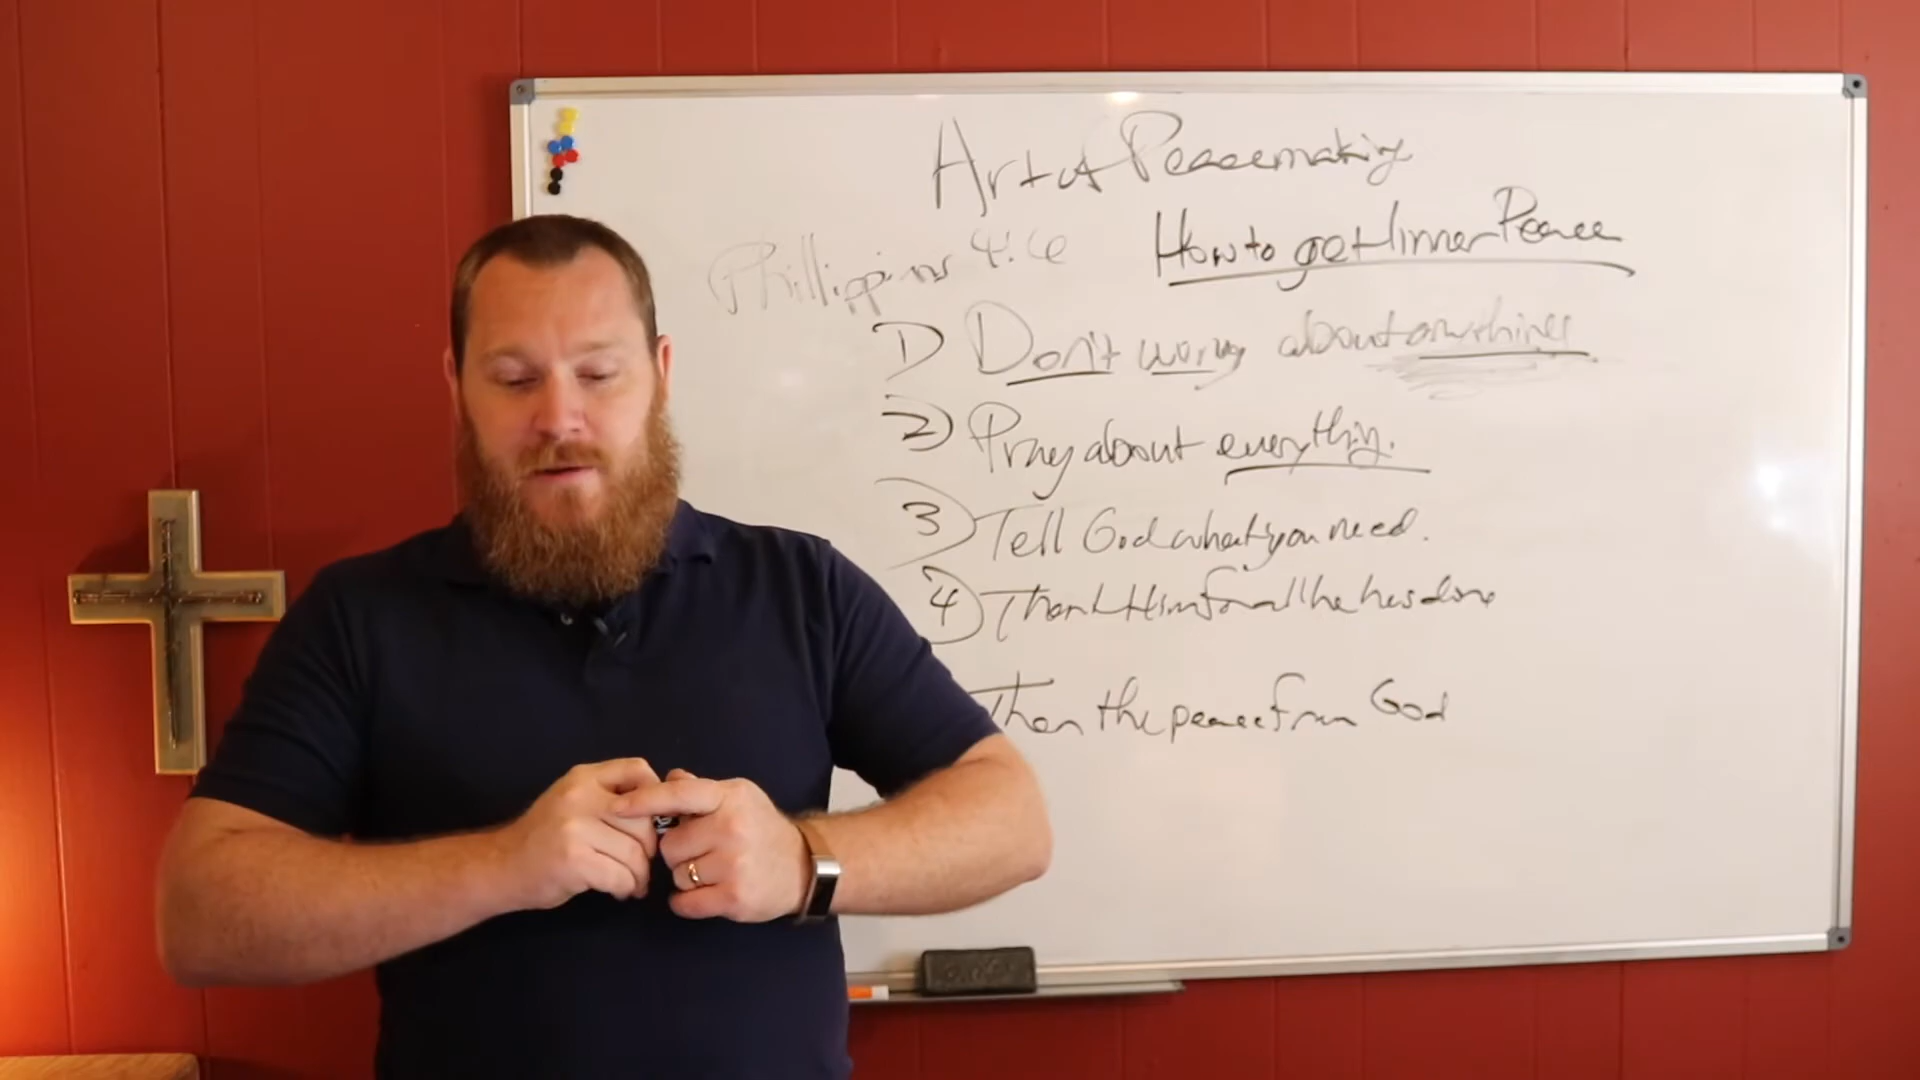 Art of Peacemaking
How to get Inner Peace
Phillippians 4:6
1) Don't worry about anything
2) Pray about everything.
3) Tell God what you need.
4) Thank Him for all he has done
Then the peace from God